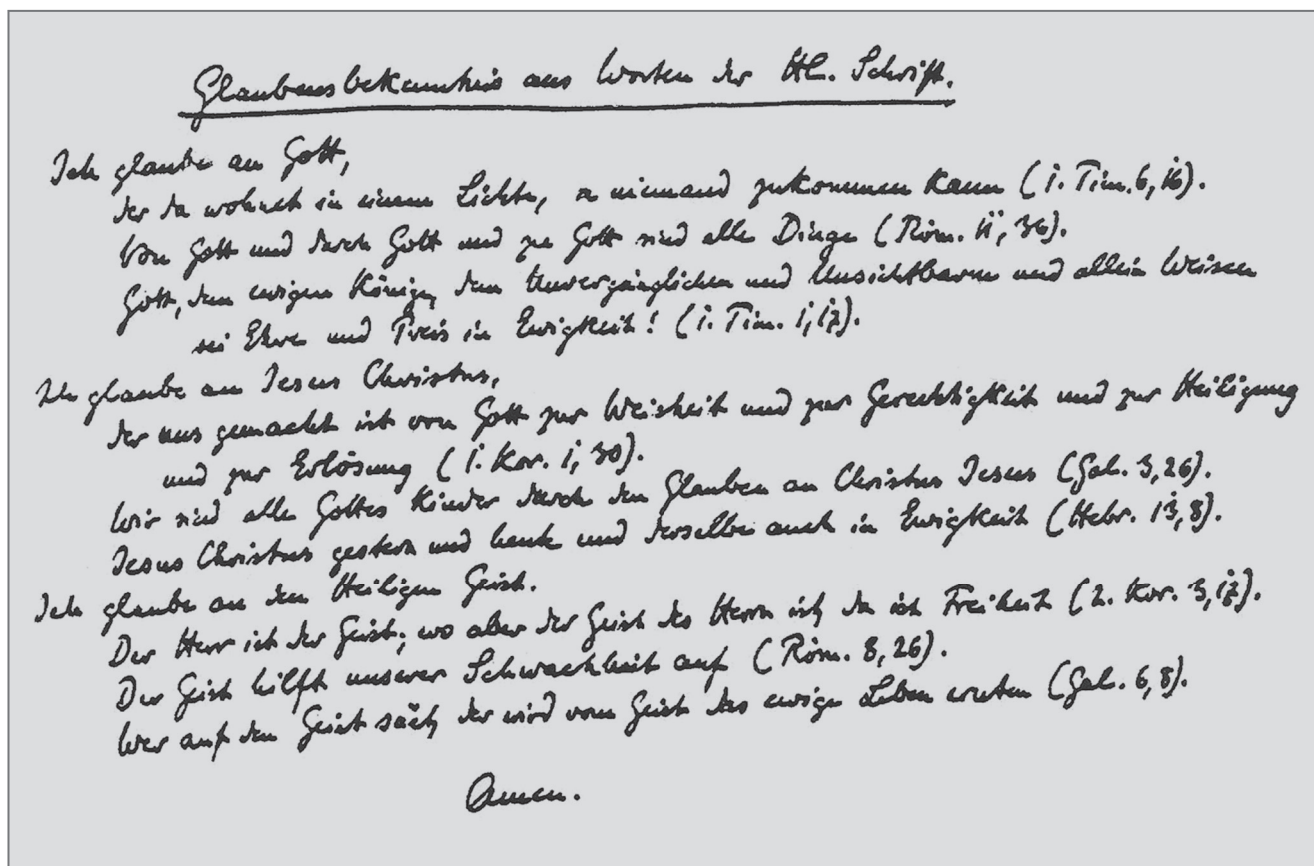 Glaubensbekenntnis aus Worten der Hl. Schrift.
Ich glaube an Gott,
der da wohnet in einem Lichte, da niemand zukommen kann (1. Tim. 6, 16).
Von Gott und durch Gott und zu Gott sind alle Dinge (Röm. 11, 36).
Gott, dem ewigen König, dem Unvergänglichen und Unsichtbaren und allein Weisen
sei Ehre und Preis in Ewigkeit! (1. Tim. 1, 17).
Ich glaube an Jesus Christus,
der uns gemacht ist von Gott zur Weisheit und zur Gerechtigkeit und zur Heiligung
und zur Erlösung (1. Kor. 1, 30).
Wir sind alle Gottes Kinder durch den Glauben an Christus Jesus (Gal. 3, 26).
Jesus Christus gestern und heute und derselbe auch in Ewigkeit (Hebr. 13, 8).
Ich glaube an den Heiligen Geist.
Der Herr ist der Geist; wo aber der Geist des Herrn ist, da ist Freiheit (2. Kor. 3, 17).
Der Geist hilft unserer Schwachheit auf (Röm. 8, 26).
Wer auf den Geist sät, der wird vom Geist das ewige Leben ernten (Gal. 6, 8).
Amen.